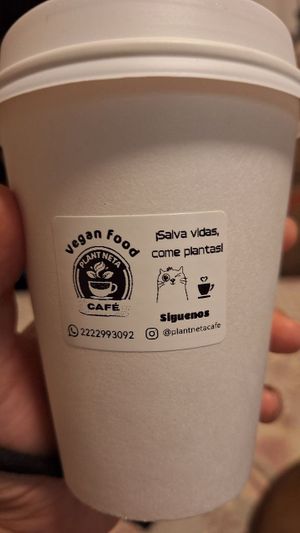 Vegan Food
PLANT NETA
CAFÉ
2222993092
¡Salva vidas,
come plantas!
Síguenos
@plantnetacafe